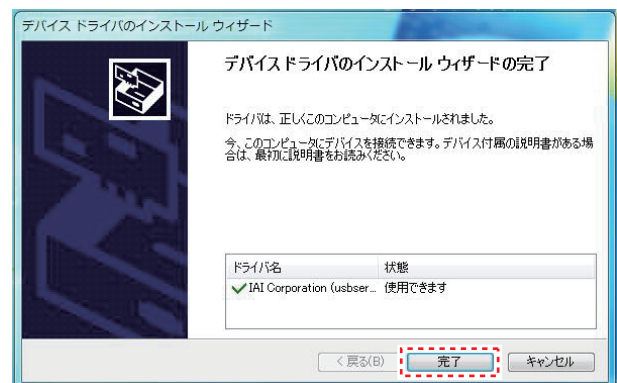 デバイス ドライバのインストール ウィザード
デバイス ドライバのインストール ウィザードの完了
ドライバは、正しくこのコンピュータにインストールされました。
今、このコンピュータにデバイスを接続できます。デバイス付属の説明書がある場
合は、最初に説明書をお読みください。
ドライバ名 状態
IAI Corporation (usbser... 使用できます
< 戻る(B) 完了 キャンセル